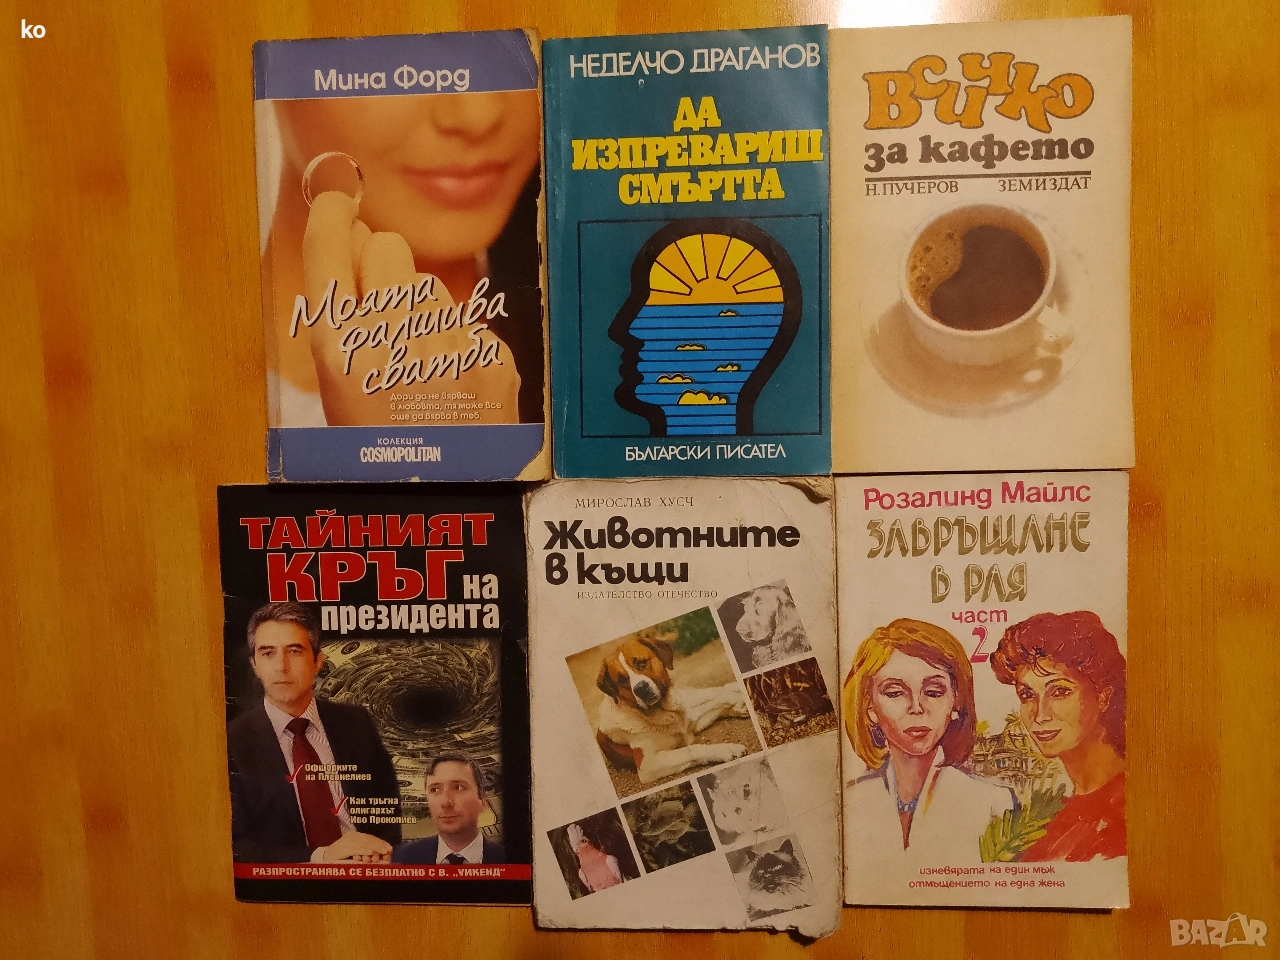 ko
Мина Форд
Моята
фалшива
сватба
Дори да не вярваш
в любовта, тя може все
още да вярва в теб.
КОЛЕКЦИЯ
COSMOPOLITAN
НЕДЕЛЧО ДРАГАНОВ
ДА
ИЗПРЕВАРИШ
СМЪРТТА
БЪЛГАРСКИ ПИСАТЕЛ
Всичко
за кафето
Н. ПУЧЕРОВ ЗЕМИЗДАТ
ТАЙНИЯТ
КРЪГ на
президента
Офшорките
на Плевнелиев
Как тръгна
олигархът
Иво Прокопиев
РАЗПРОСТРАНЯВА СЕ БЕЗПЛАТНО С В. „УИКЕНД"
МИРОСЛАВ ХУСЧ
Животните
в къщи
ИЗДАТЕЛСТВО ОТЕЧЕСТВО
Розалинд Майлс
ЗАВРЪЩАНЕ
В РАЯ
част
2
изневярата на един мъж
отмъщението на една жена
BAZAR